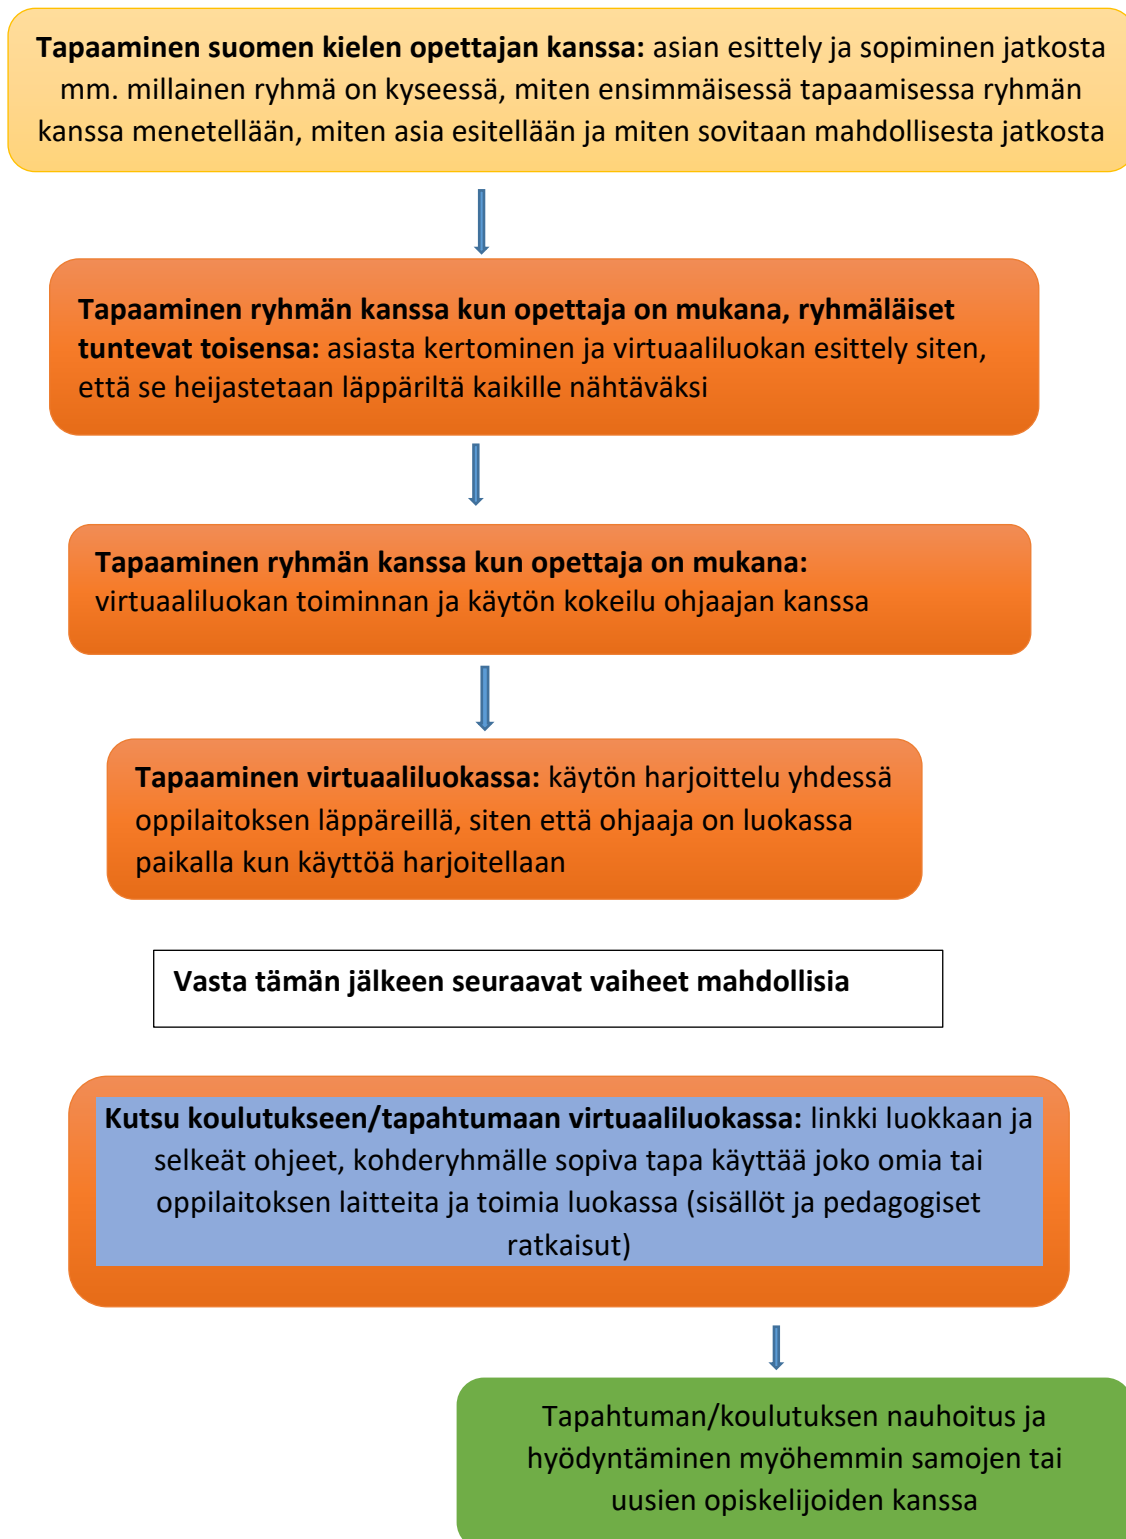 Tapaaminen suomen kielen opettajan kanssa: asian esittely ja sopiminen jatkosta
mm. millainen ryhmä on kyseessä, miten ensimmäisessä tapaamisessa ryhmän
kanssa menetellään, miten asia esitellään ja miten sovitaan mahdollisesta jatkosta
Tapaaminen ryhmän kanssa kun opettaja on mukana, ryhmäläiset
tuntevat toisensa: asiasta kertominen ja virtuaaliluokan esittely siten,
että se heijastetaan läppäriltä kaikille nähtäväksi
Tapaaminen ryhmän kanssa kun opettaja on mukana:
virtuaaliluokan toiminnan ja käytön kokeilu ohjaajan kanssa
Tapaaminen virtuaaliluokassa: käytön harjoittelu yhdessä
oppilaitoksen läppäreillä, siten että ohjaaja on luokassa
paikalla kun käyttöä harjoitellaan
Vasta tämän jälkeen seuraavat vaiheet mahdollisia
Kutsu koulutukseen/tapahtumaan virtuaaliluokassa: linkki luokkaan ja
selkeät ohjeet, kohderyhmälle sopiva tapa käyttää joko omia tai
oppilaitoksen laitteita ja toimia luokassa (sisällöt ja pedagogiset
ratkaisut)
Tapahtuman/koulutuksen nauhoitus ja
hyödyntäminen myöhemmin samojen tai
uusien opiskelijoiden kanssa